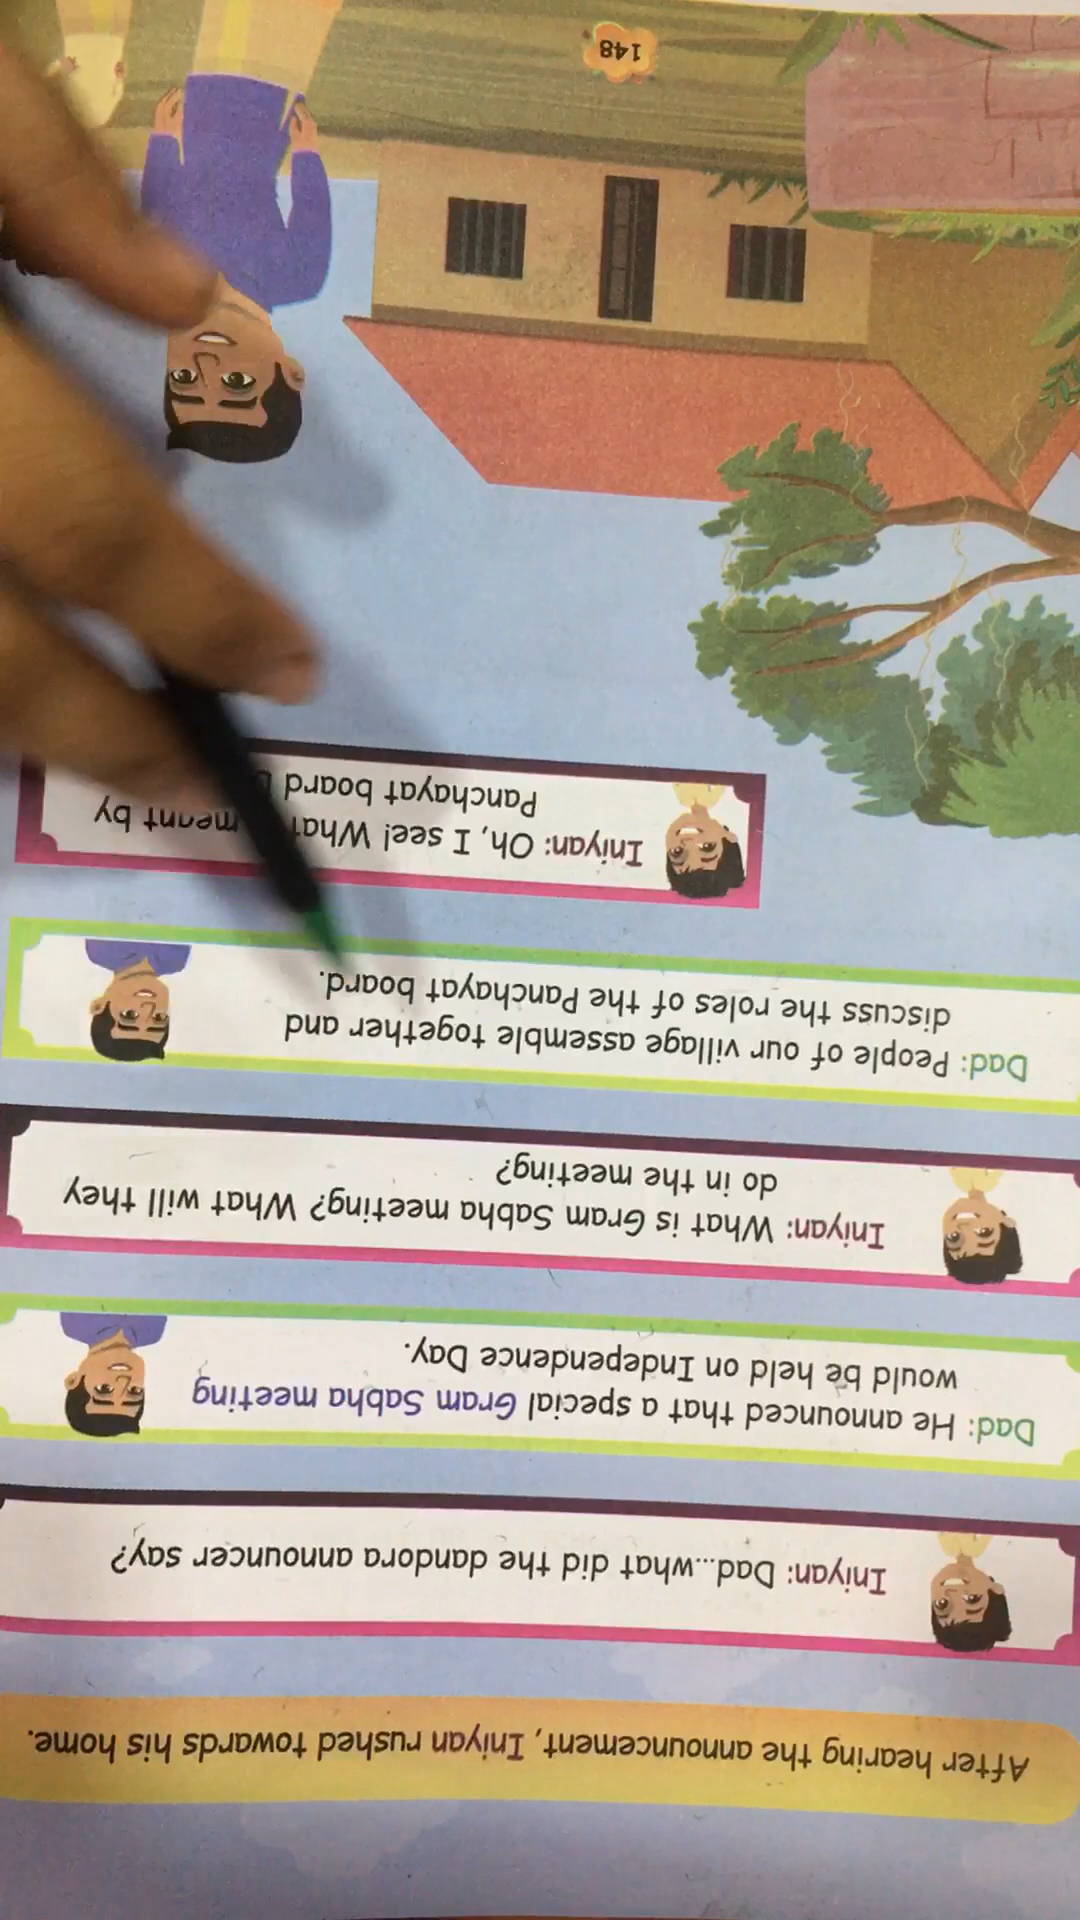 After hearing the announcement, Iniyan rushed towards his home.
Iniyan: Dad...what did the dandora announcer say?
Dad: He announced that a special Gram Sabha meeting
would be held on Independence Day.
Iniyan: What is Gram Sabha meeting? What will they
do in the meeting?
Dad: People of our village assemble together and
discuss the roles of the Panchayat board.
Iniyan: Oh, I see! What meant by
Panchayat board
148